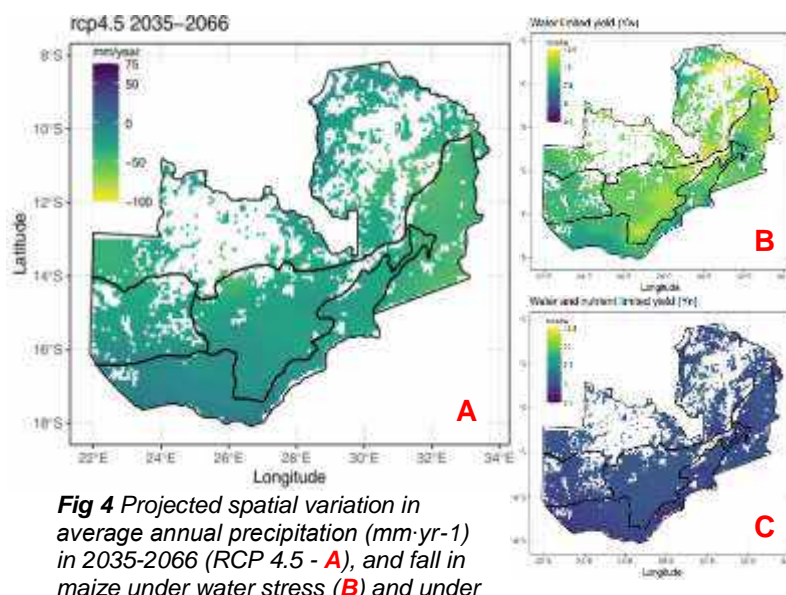 rcp4.5 2035–2066
mm/year
75
50
0
−50
−100
8°S
10°S
12°S
14°S
16°S
18°S
Latitude
22°E
24°E
26°E
28°E
30°E
32°E
34°E
Longitude
A
Water limited yield (Yw)
B
Longitude
Water and nutrient limited yield (Yn)
C
Longitude
Fig 4 Projected spatial variation in
average annual precipitation (mm·yr-1)
in 2035-2066 (RCP 4.5 - A), and fall in
maize under water stress (B) and under